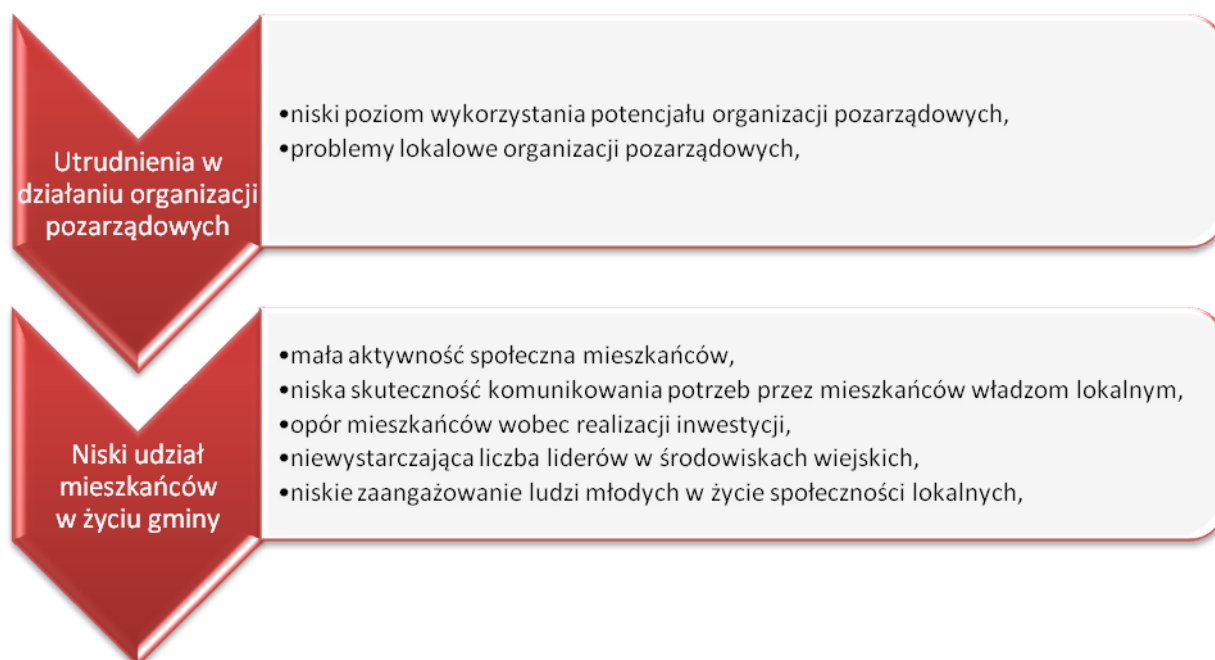 Utrudnienia w
działaniu organizacji
pozarządowych
•niski poziom wykorzystania potencjału organizacji pozarządowych,
•problemy lokalowe organizacji pozarządowych,
Niski udział
mieszkańców
w życiu gminy
•mała aktywność społeczna mieszkańców,
•niska skuteczność komunikowania potrzeb przez mieszkańców władzom lokalnym,
•opór mieszkańców wobec realizacji inwestycji,
•niewystarczająca liczba liderów w środowiskach wiejskich,
•niskie zaangażowanie ludzi młodych w życie społeczności lokalnych,